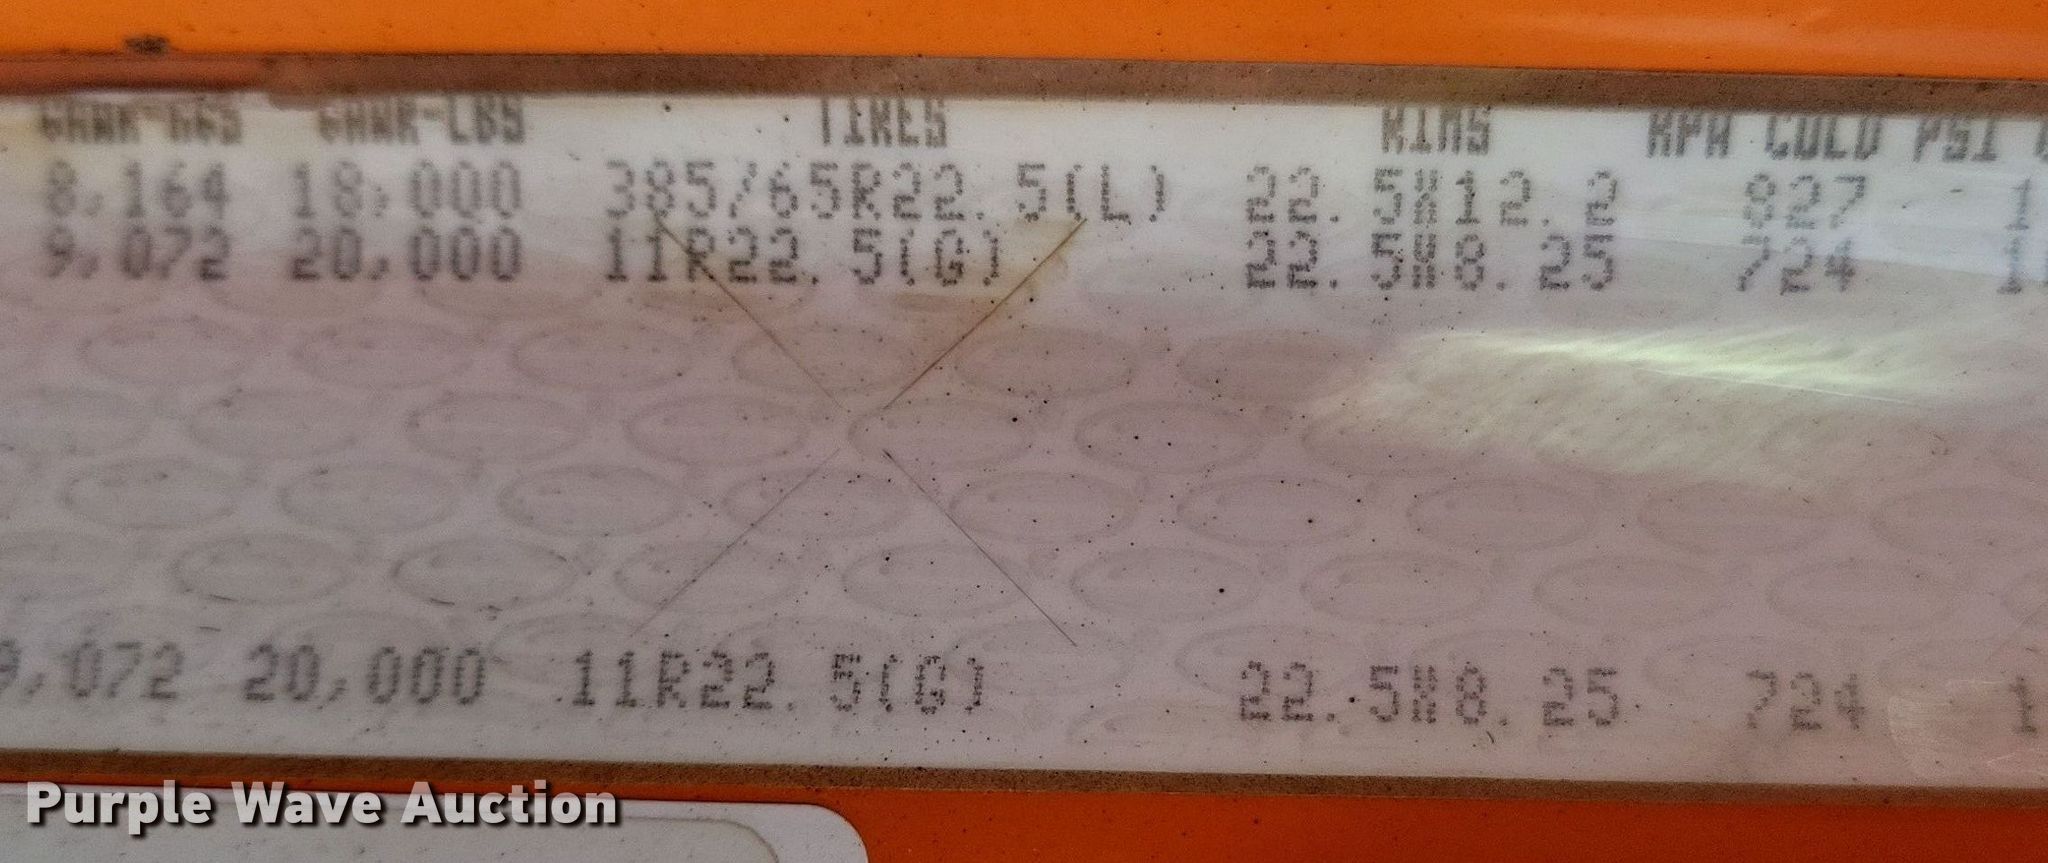 GAWR-KGS GAWR-LBS TIRES RIMS KPA COLD PSI
8,164 18,000 385/65R22.5(L) 22.5X12.2 827
9,072 20,000 11R22.5(G) 22.5X8.25 724
9,072 20,000 11R22.5(G) 22.5X8.25 724
Purple Wave Auction